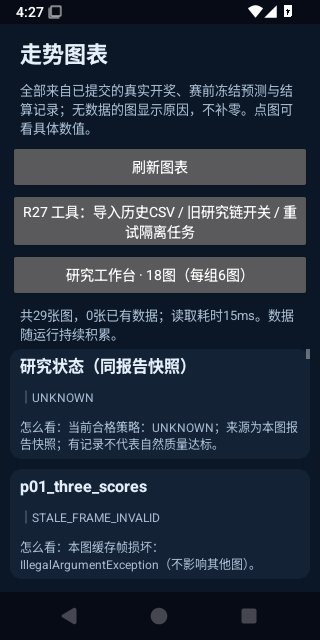 4:27
走势图表
全部来自已提交的真实开奖、赛前冻结预测与结
算记录；无数据的图显示原因，不补零。点图可
看具体数值。
刷新图表
R27 工具：导入历史CSV / 旧研究链开关 / 重
试隔离任务
研究工作台 · 18图（每组6图）
共29张图，0张已有数据；读取耗时15ms。数据
随运行持续积累。
研究状态（同报告快照）
| UNKNOWN
怎么看：当前合格策略：UNKNOWN；来源为本图报
告快照；有记录不代表自然质量达标。
p01_three_scores
| STALE_FRAME_INVALID
怎么看：本图缓存帧损坏：
IllegalArgumentException（不影响其他图）。